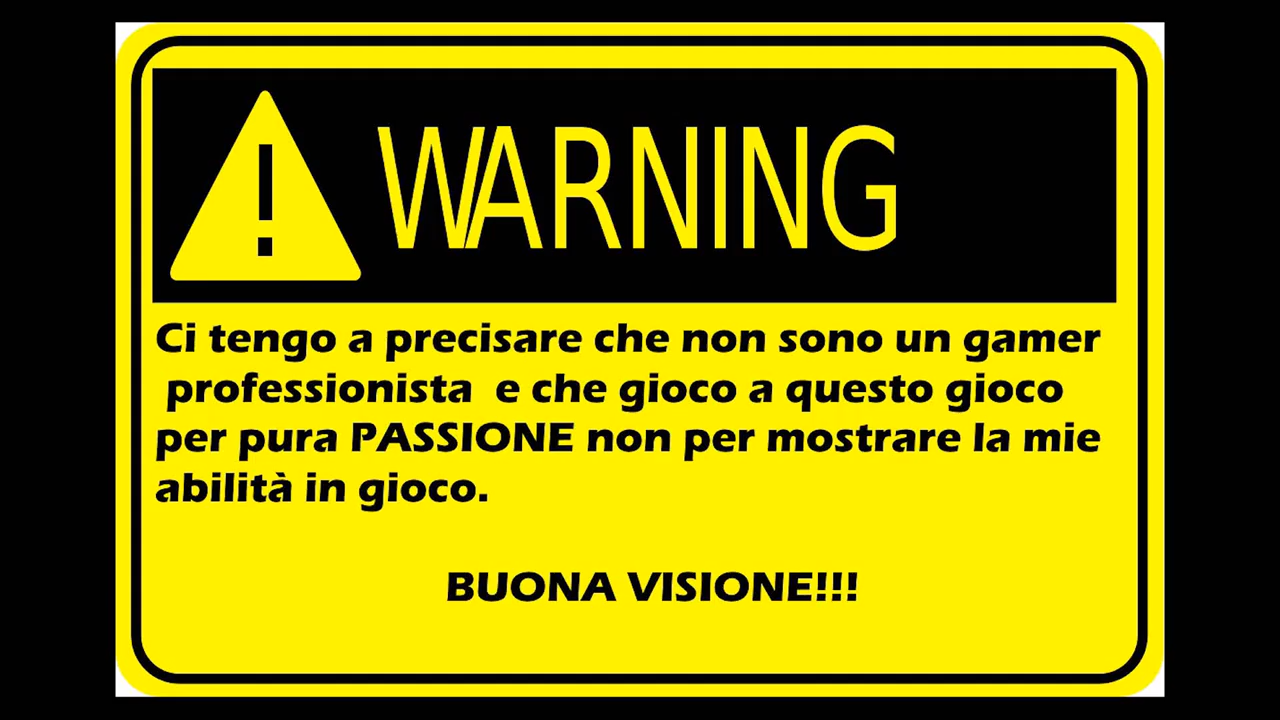 WARNING
Ci tengo a precisare che non sono un gamer
professionista e che gioco a questo gioco
per pura PASSIONE non per mostrare la mie
abilità in gioco.
BUONA VISIONE!!!